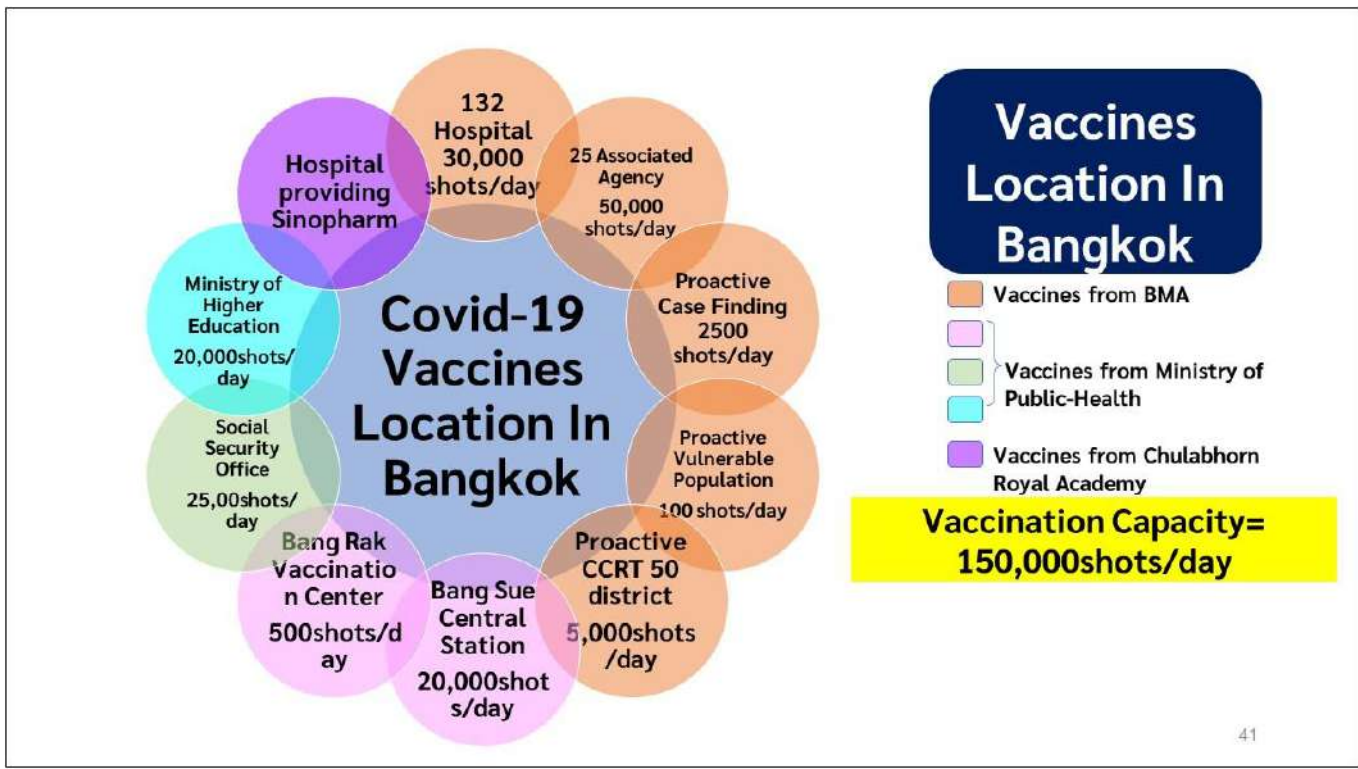 132
Hospital
30,000
shots/day
25 Associated
Agency
50,000
shots/day
Proactive
Case Finding
2500
shots/day
Proactive
Vulnerable
Population
100 shots/day
Proactive
CCRT 50
district
5,000shots
/day
Bang Sue
Central
Station
20,000shot
s/day
Bang Rak
Vaccinatio
n Center
500shots/d
ay
Social
Security
Office
25,00shots/
day
Ministry of
Higher
Education
20,000shots/
day
Hospital
providing
Sinopharm
Covid-19
Vaccines
Location In
Bangkok
Vaccines
Location In
Bangkok
Vaccines from BMA
Vaccines from Ministry of
Public-Health
Vaccines from Chulabhorn
Royal Academy
Vaccination Capacity=
150,000shots/day
41